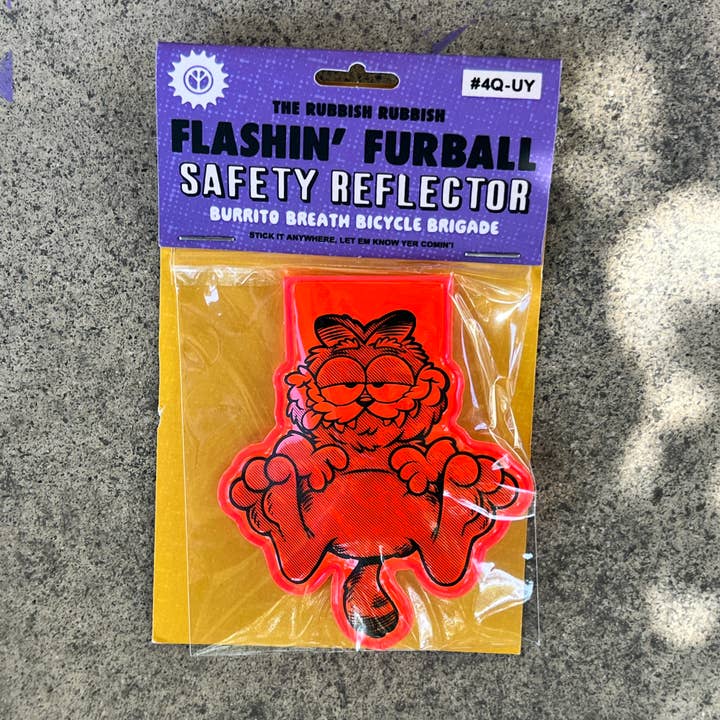 #4Q-UY
THE RUBBISH RUBBISH
FLASHIN' FURBALL
SAFETY REFLECTOR
BURRITO BREATH BICYCLE BRIGADE
STICK IT ANYWHERE, LET EM KNOW YER COMIN'!